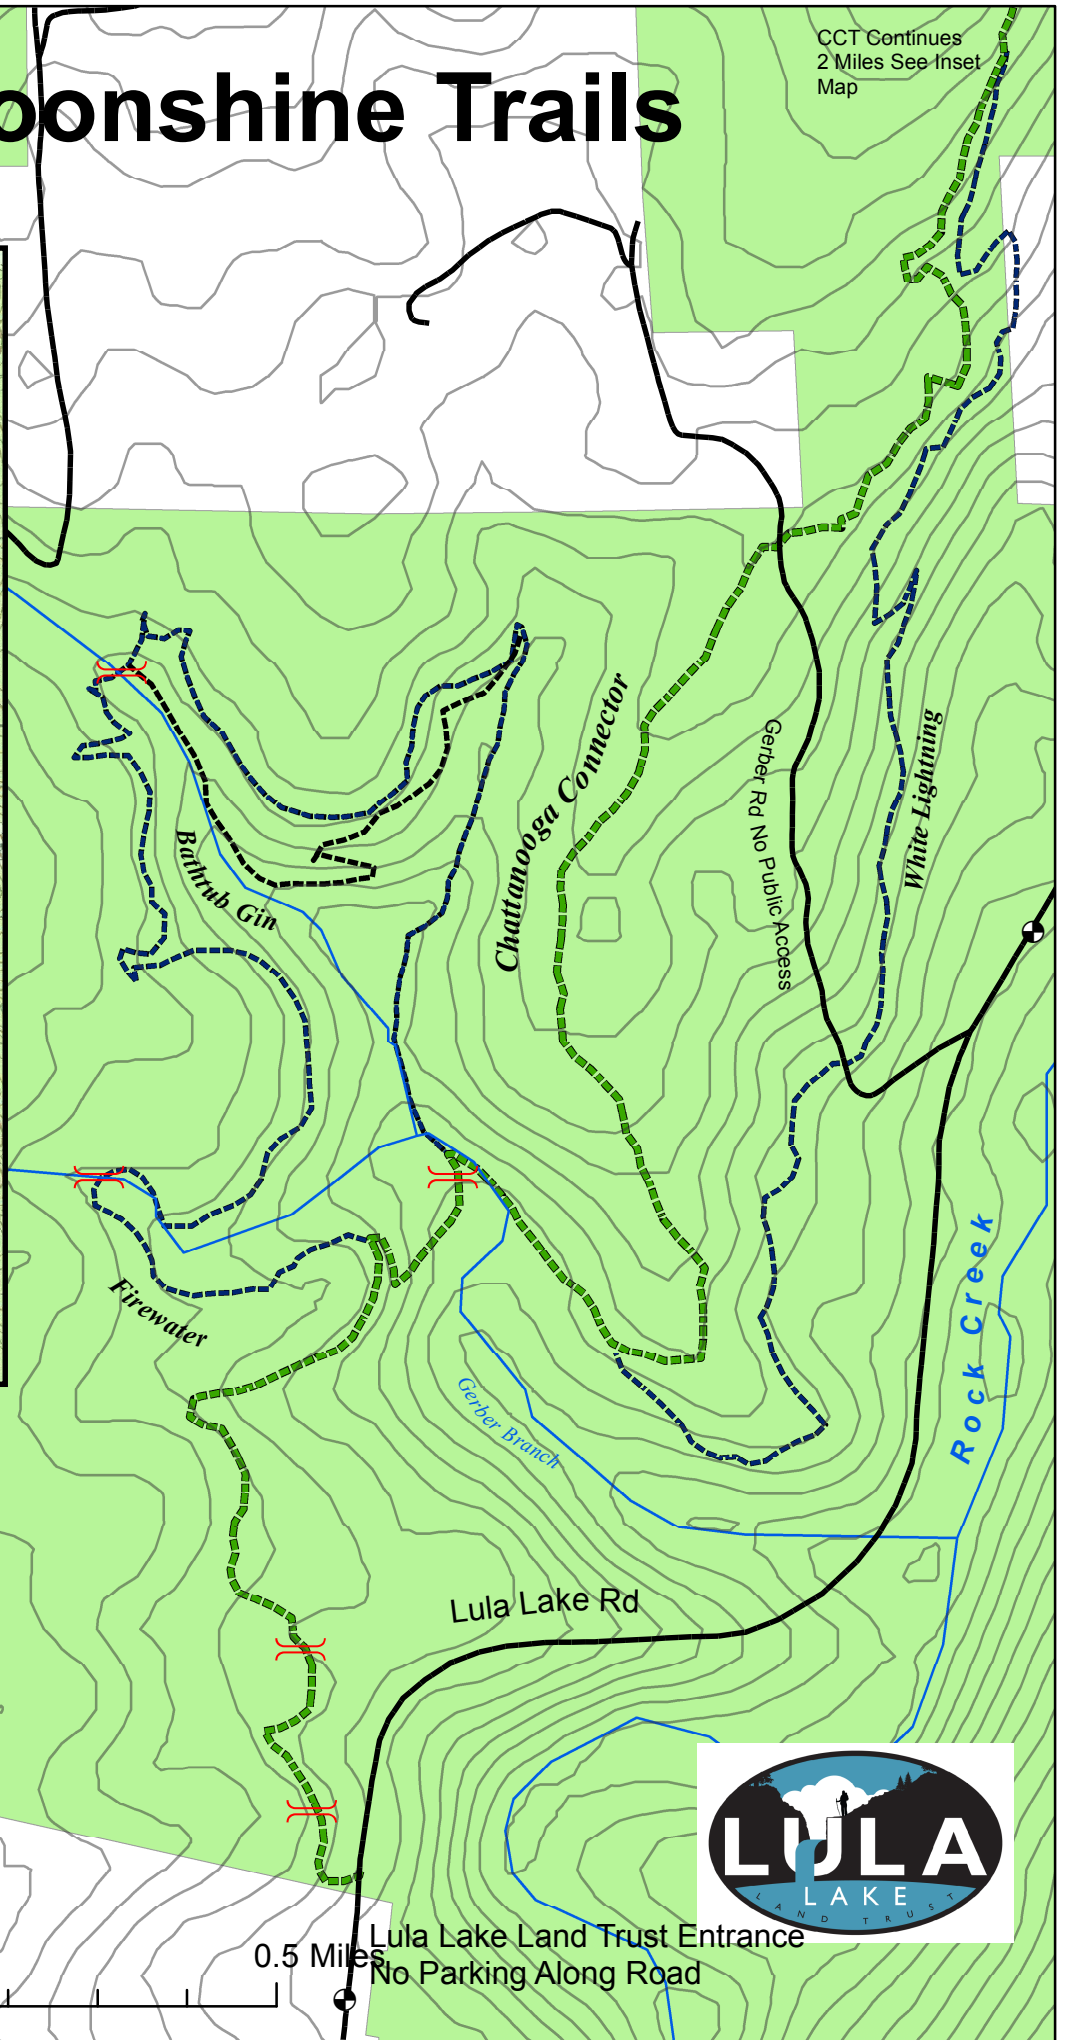 CCT Continues
2 Miles See Inset
Map
oonshine Trails
Chattanooga Connector
Gerber Rd No Public Access
White Lightning
Bathtub Gin
Firewater
Rock Creek
Gerber Branch
Lula Lake Rd
LULA
LAKE
LAND TRUST
Lula Lake Land Trust Entrance
0.5 Miles
No Parking Along Road